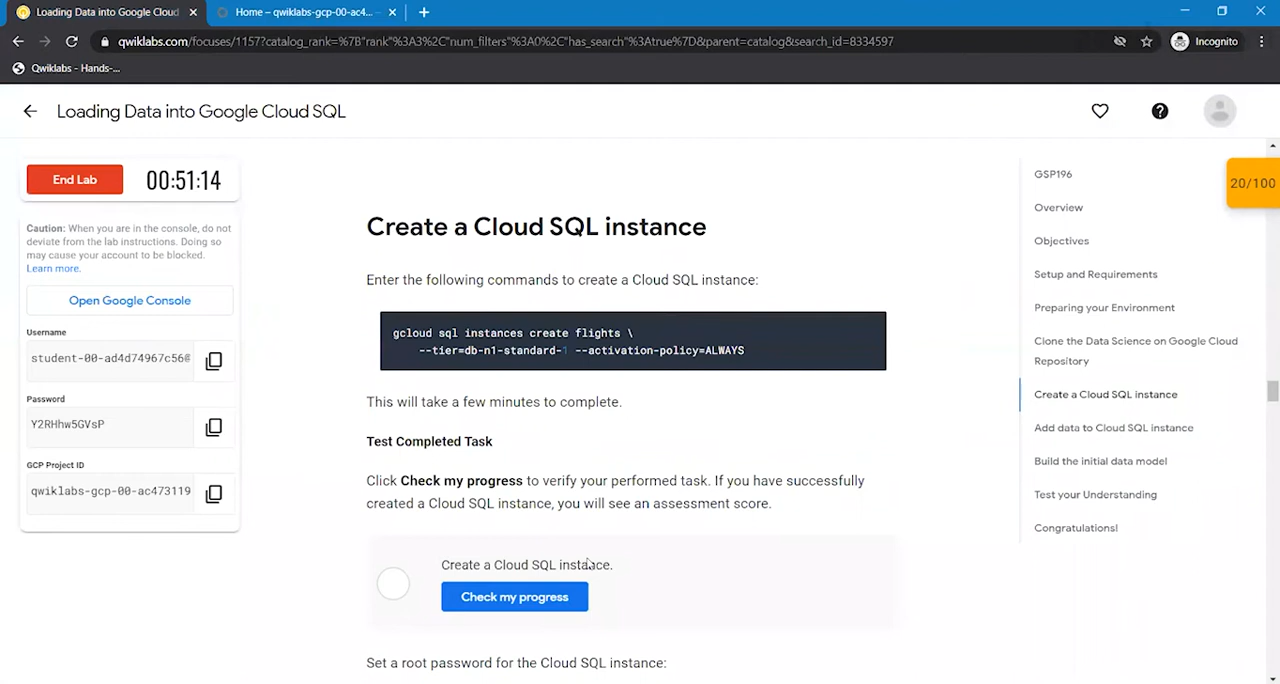 Loading Data into Google Cloud
Home – qwiklabs-gcp-00-ac4...
qwiklabs.com/focuses/1157?catalog_rank=%7B"rank"%3A3%2C"num_filters"%3A0%2C"has_search"%3Atrue%7D&parent=catalog&search_id=8334597
Incognito
Qwiklabs - Hands-...
Loading Data into Google Cloud SQL
End Lab
00:51:14
Caution: When you are in the console, do not
deviate from the lab instructions. Doing so
may cause your account to be blocked.
Learn more.
Open Google Console
Username
student-00-ad4d74967c56@
Password
Y2RHhw5GVsP
GCP Project ID
qwiklabs-gcp-00-ac473119
Create a Cloud SQL instance
Enter the following commands to create a Cloud SQL instance:
gcloud sql instances create flights \
--tier=db-n1-standard-1 --activation-policy=ALWAYS
This will take a few minutes to complete.
Test Completed Task
Click Check my progress to verify your performed task. If you have successfully
created a Cloud SQL instance, you will see an assessment score.
Create a Cloud SQL instance.
Check my progress
Set a root password for the Cloud SQL instance:
GSP196
Overview
Objectives
Setup and Requirements
Preparing your Environment
Clone the Data Science on Google Cloud
Repository
Create a Cloud SQL instance
Add data to Cloud SQL instance
Build the initial data model
Test your Understanding
Congratulations!
20/100